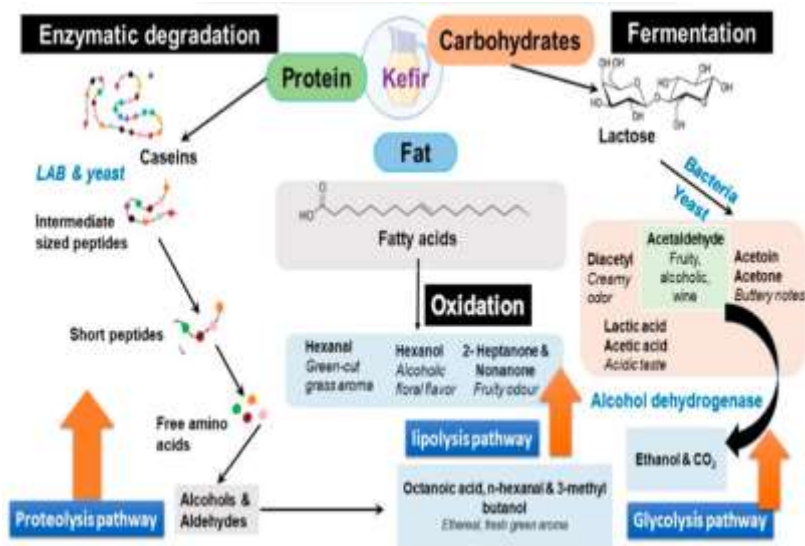 Enzymatic degradation
Protein
Kefir
Carbohydrates
Fermentation
Caseins
LAB & yeast
Intermediate
sized peptides
Short peptides
Free amino
acids
Alcohols &
Aldehydes
Proteolysis pathway
Fat
HO
O
Fatty acids
Oxidation
Hexanal
Green-cut
grass aroma
Hexanol
Alcoholic
floral flavor
2- Heptanone &
Nonanone
Fruity odour
lipolysis pathway
Octanoic acid, n-hexanal & 3-methyl
butanol
Ethereal, fresh green aroma
Lactose
Bacteria
Yeast
Diacetyl
Creamy
odor
Acetaldehyde
Fruity,
alcoholic,
wine
Acetoin
Acetone
Buttery notes
Lactic acid
Acetic acid
Acidic taste
Alcohol dehydrogenase
Ethanol & CO₂
Glycolysis pathway